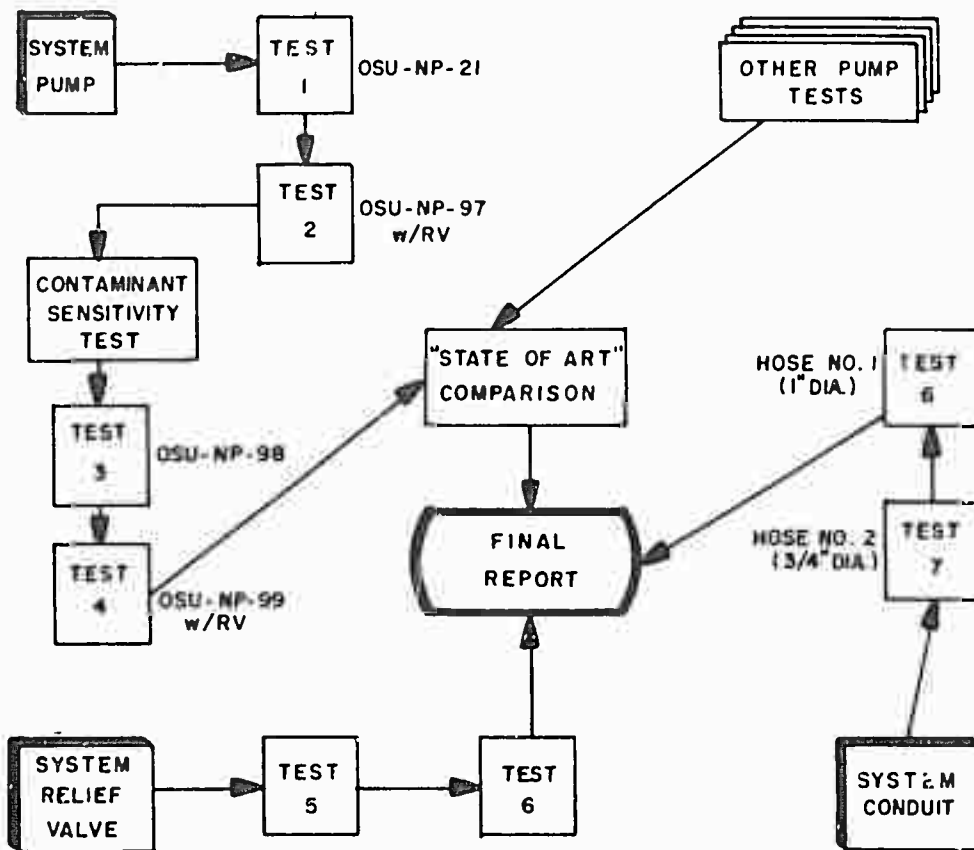 SYSTEM
PUMP
TEST
1
OSU-NP-21
OTHER PUMP
TESTS
TEST
2
OSU-NP-97
w/RV
CONTAMINANT
SENSITIVITY
TEST
"STATE OF ART"
COMPARISON
HOSE NO. 1
(1" DIA.)
TEST
6
TEST
3
OSU-NP-98
FINAL
REPORT
HOSE NO. 2
(3/4" DIA.)
TEST
7
TEST
4
OSU-NP-99
w/RV
SYSTEM
RELIEF
VALVE
TEST
5
TEST
6
SYSTEM
CONDUIT